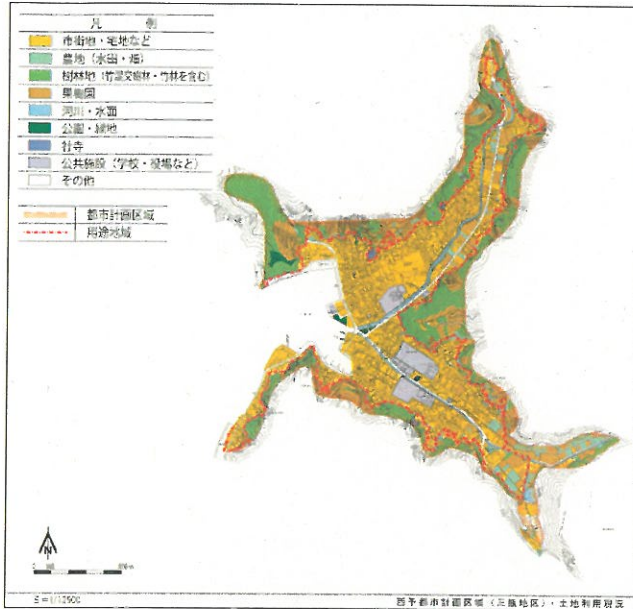 凡 例
市街地・宅地など
農地（水田・畑）
樹林地（竹混交樹林・竹林を含む）
果樹園
河川・水面
公園・緑地
社寺
公共施設（学校・役場など）
その他
都市計画区域
用途地域
N
西予都市計画区域（三瓶地区）・土地利用現況